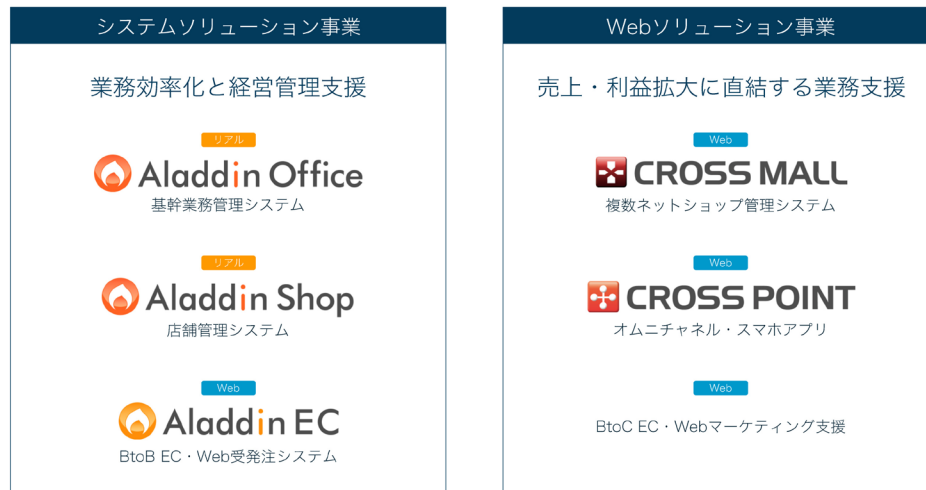 システムソリューション事業
業務効率化と経営管理支援
リアル
Aladdin Office
基幹業務管理システム
リアル
Aladdin Shop
店舗管理システム
Web
Aladdin EC
BtoB EC・Web受発注システム
Webソリューション事業
売上・利益拡大に直結する業務支援
Web
CROSS MALL
複数ネットショップ管理システム
Web
CROSS POINT
オムニチャネル・スマホアプリ
Web
BtoC EC・Webマーケティング支援